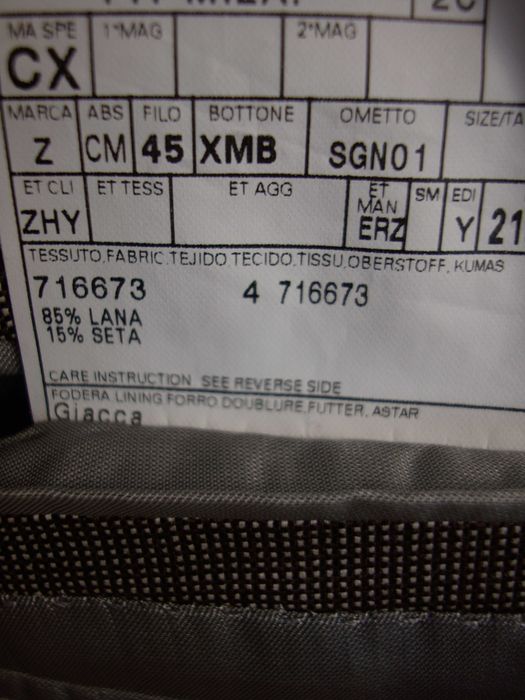 MA SPE 1°MAG 2°MAG
CX
MARCA ABS FILO BOTTONE OMETTO SIZE/TA
Z CM 45 XMB SGN01
ET CLI ET TESS ET AGG ET MAN SM EDI
ZHY ERZ Y 21
TESSUTO,FABRIC,TEJIDO TECIDO,TISSU,OBERSTOFF, KUMAS
716673 4 716673
85% LANA
15% SETA
CARE INSTRUCTION SEE REVERSE SIDE
FODERA LINING FORRO DOUBLURE,FUTTER, ASTAR
Giacca